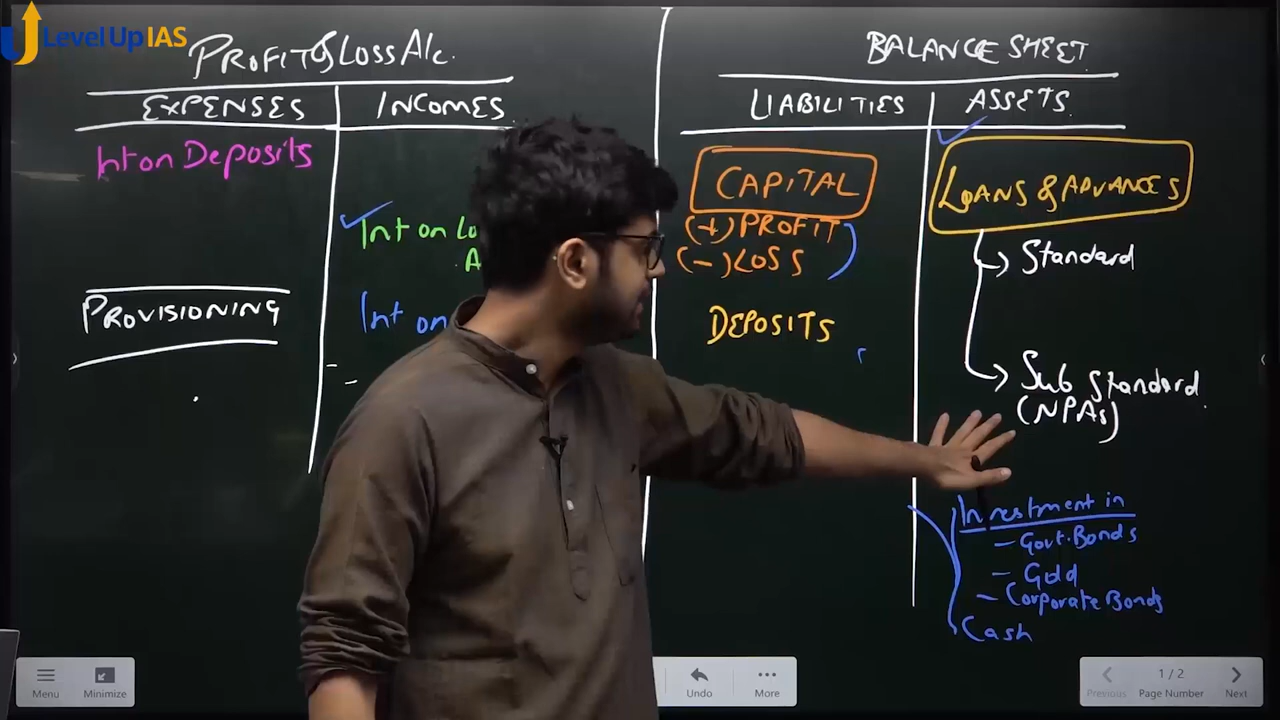 LevelUp IAS
PROFIT & LOSS A/c.
EXPENSES
INCOMES
Int on Deposits
Int on Lo
A
PROVISIONING
Int on
BALANCE SHEET
LIABILITIES
ASSETS
CAPITAL
(+) PROFIT
(-) LOSS
DEPOSITS
LOANS & ADVANCES
Standard
Sub Standard
(NPAs)
Investment in
- Govt. Bonds
- Gold
- Corporate Bonds
Cash
Menu
Minimize
Undo
More
Previous
1 / 2
Page Number
Next